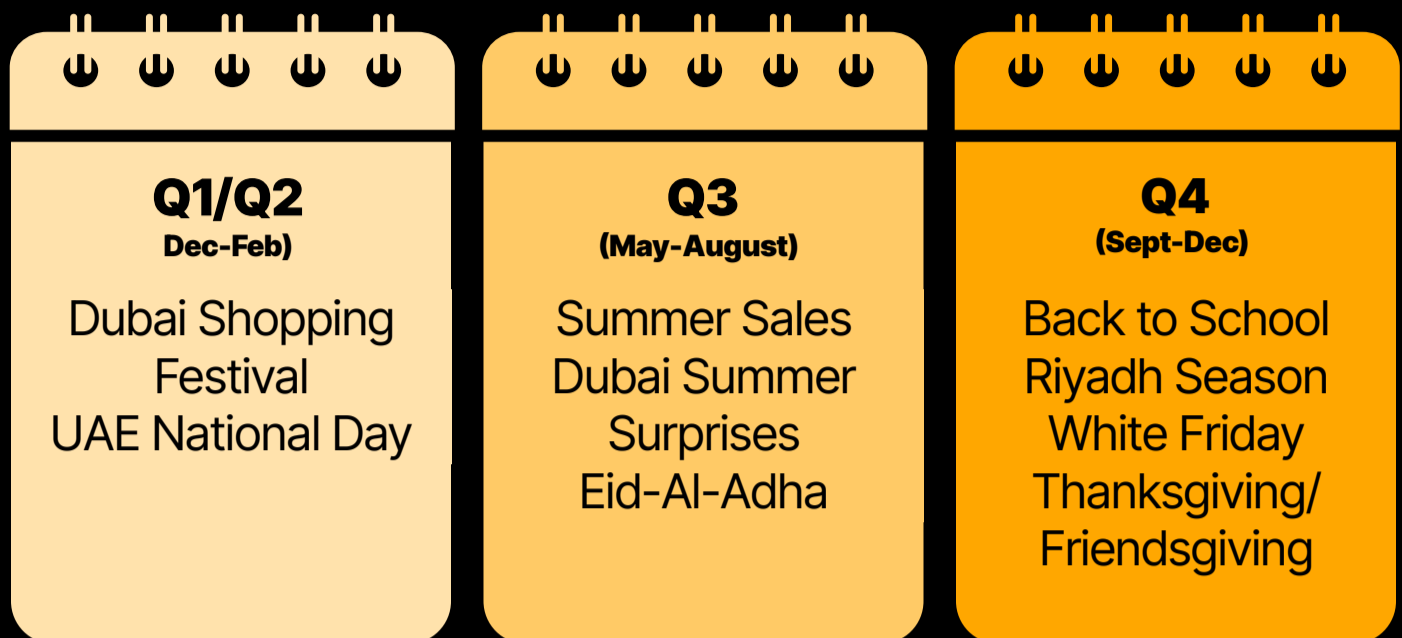 Q1/Q2
Dec-Feb)
Dubai Shopping
Festival
UAE National Day
Q3
(May-August)
Summer Sales
Dubai Summer
Surprises
Eid-Al-Adha
Q4
(Sept-Dec)
Back to School
Riyadh Season
White Friday
Thanksgiving/
Friendsgiving